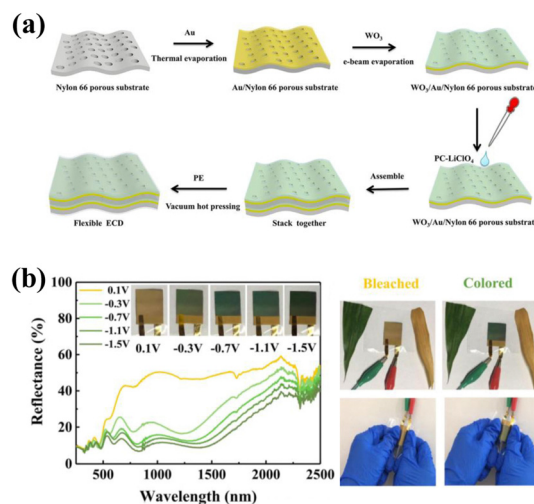 (a)
Au
Thermal evaporation
WO₃
e-beam evaporation
Nylon 66 porous substrate
Au/Nylon 66 porous substrate
WO₃/Au/Nylon 66 porous substrate
PC-LiClO₄
PE
Vacuum hot pressing
Assemble
Flexible ECD
Stack together
WO₃/Au/Nylon 66 porous substrat
(b)
Reflectance (%)
100
80
60
40
20
0
0.1V
-0.3V
-0.7V
-1.1V
-1.5V
0.1V -0.3V -0.7V -1.1V -1.5V
500 1000 1500 2000 2500
Wavelength (nm)
Bleached Colored